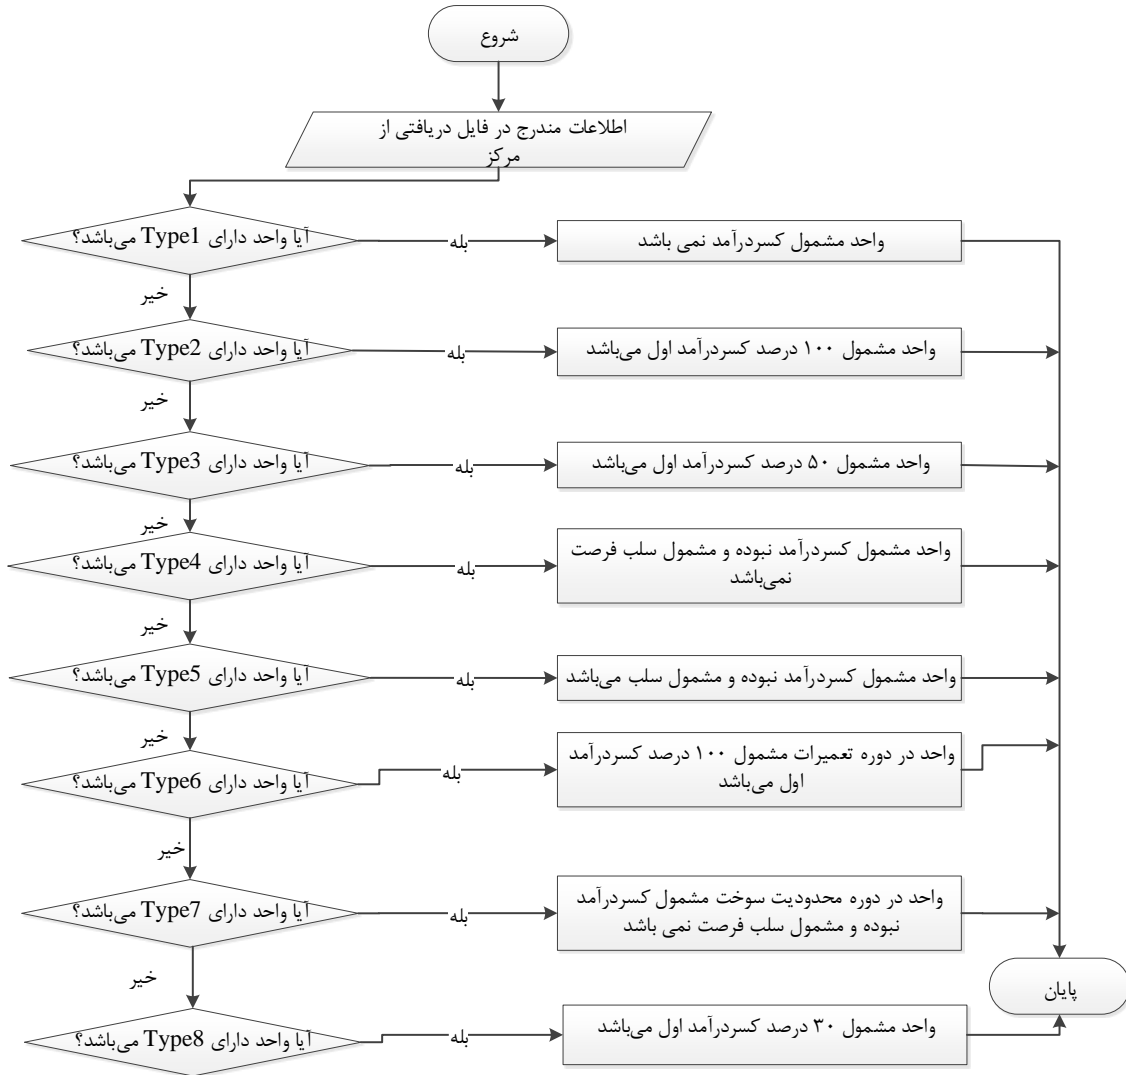 شروع
اطلاعات مندرج در فایل دریافتی از
مرکز
آیا واحد دارای Type1 می‌باشد؟
بله
واحد مشمول کسردرآمد نمی باشد
خیر
آیا واحد دارای Type2 می‌باشد؟
بله
واحد مشمول ۱۰۰ درصد کسردرآمد اول می‌باشد
خیر
آیا واحد دارای Type3 می‌باشد؟
بله
واحد مشمول ۵۰ درصد کسردرآمد اول می‌باشد
خیر
آیا واحد دارای Type4 می‌باشد؟
بله
واحد مشمول کسردرآمد نبوده و مشمول سلب فرصت
نمی‌باشد
خیر
آیا واحد دارای Type5 می‌باشد؟
بله
واحد مشمول کسردرآمد نبوده و مشمول سلب می‌باشد
خیر
آیا واحد دارای Type6 می‌باشد؟
بله
واحد در دوره تعمیرات مشمول ۱۰۰ درصد کسردرآمد
اول می‌باشد
خیر
آیا واحد دارای Type7 می‌باشد؟
بله
واحد در دوره محدودیت سوخت مشمول کسردرآمد
نبوده و مشمول سلب فرصت نمی باشد
خیر
آیا واحد دارای Type8 می‌باشد؟
بله
واحد مشمول ۳۰ درصد کسردرآمد اول می‌باشد
پایان